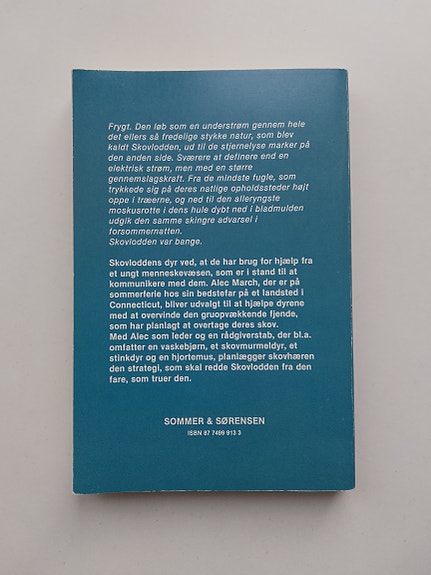 Frygt. Den løb som en understrøm gennem hele
det ellers så fredelige stykke natur, som blev
kaldt Skovlodden, ud til de stjernelyse marker på
den anden side. Sværere at definere end en
elektrisk strøm, men med en større
gennemslagskraft. Fra de mindste fugle, som
trykkede sig på deres natlige opholdssteder højt
oppe i træerne, og ned til den alleryngste
moskusrotte i dens hule dybt ned i bladmulden
udgik den samme skingre advarsel i
forsommernatten.
Skovlodden var bange.
Skovloddens dyr ved, at de har brug for hjælp fra
et ungt menneskevæsen, som er i stand til at
kommunikere med dem. Alec March, der er på
sommerferie hos sin bedstefar på et landsted i
Connecticut, bliver udvalgt til at hjælpe dyrene
med at overvinde den gruopvækkende fjende,
som har planlagt at overtage deres skov.
Med Alec som leder og en rådgiverstab, der bl.a.
omfatter en vaskebjørn, et skovmurmeldyr, et
stinkdyr og en hjortemus, planlægger skovhæren
den strategi, som skal redde Skovlodden fra den
fare, som truer den.
SOMMER & SØRENSEN
ISBN 87 7499 913 3